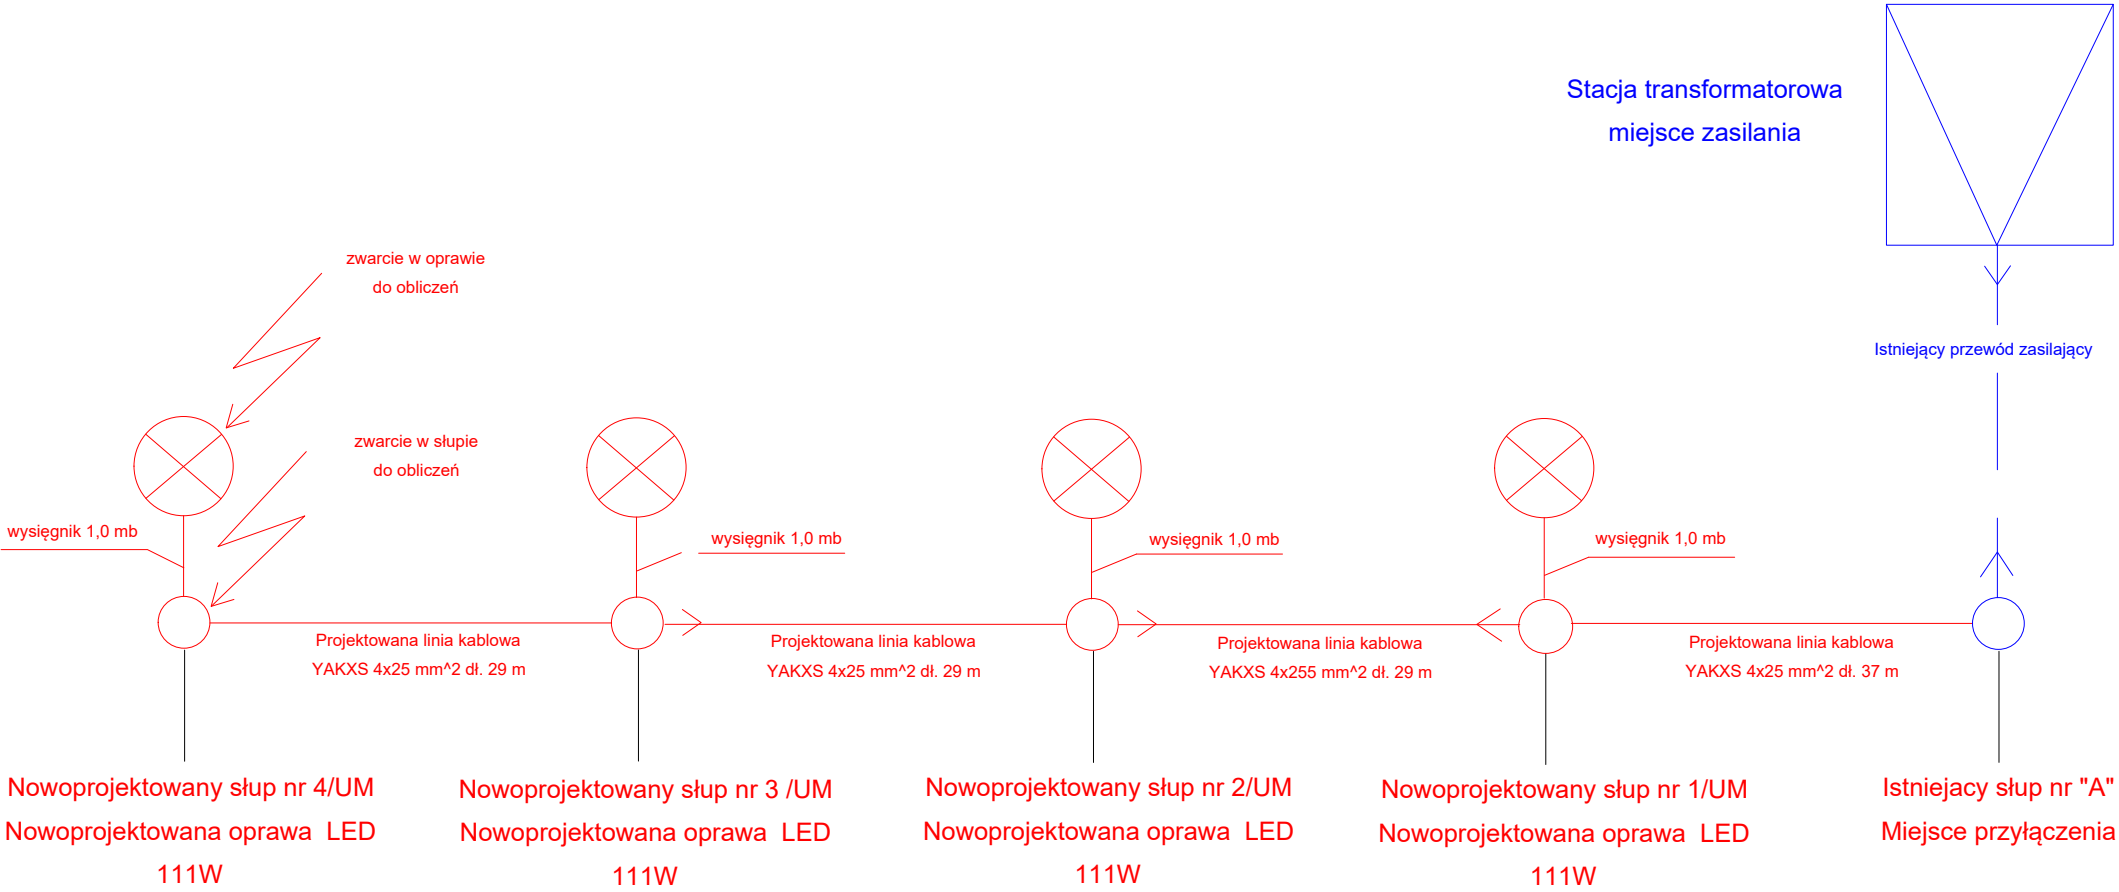 Stacja transformatorowa
miejsce zasilania
Istniejący przewód zasilający
zwarcie w oprawie
do obliczeń
zwarcie w słupie
do obliczeń
wysięgnik 1,0 mb
wysięgnik 1,0 mb
wysięgnik 1,0 mb
wysięgnik 1,0 mb
Projektowana linia kablowa
YAKXS 4x25 mm^2 dł. 29 m
Projektowana linia kablowa
YAKXS 4x25 mm^2 dł. 29 m
Projektowana linia kablowa
YAKXS 4x255 mm^2 dł. 29 m
Projektowana linia kablowa
YAKXS 4x25 mm^2 dł. 37 m
Nowoprojektowany słup nr 4/UM
Nowoprojektowana oprawa  LED
111W
Nowoprojektowany słup nr 3 /UM
Nowoprojektowana oprawa  LED
111W
Nowoprojektowany słup nr 2/UM
Nowoprojektowana oprawa  LED
111W
Nowoprojektowany słup nr 1/UM
Nowoprojektowana oprawa  LED
111W
Istniejacy słup nr "A"
Miejsce przyłączenia